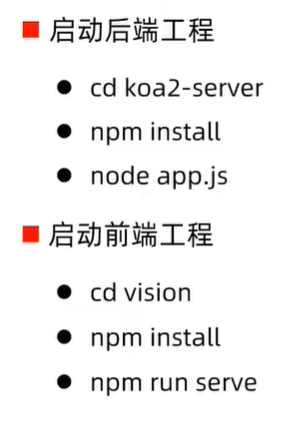 启动后端工程
cd koa2-server
npm install
node app.js
启动前端工程
cd vision
npm install
npm run serve